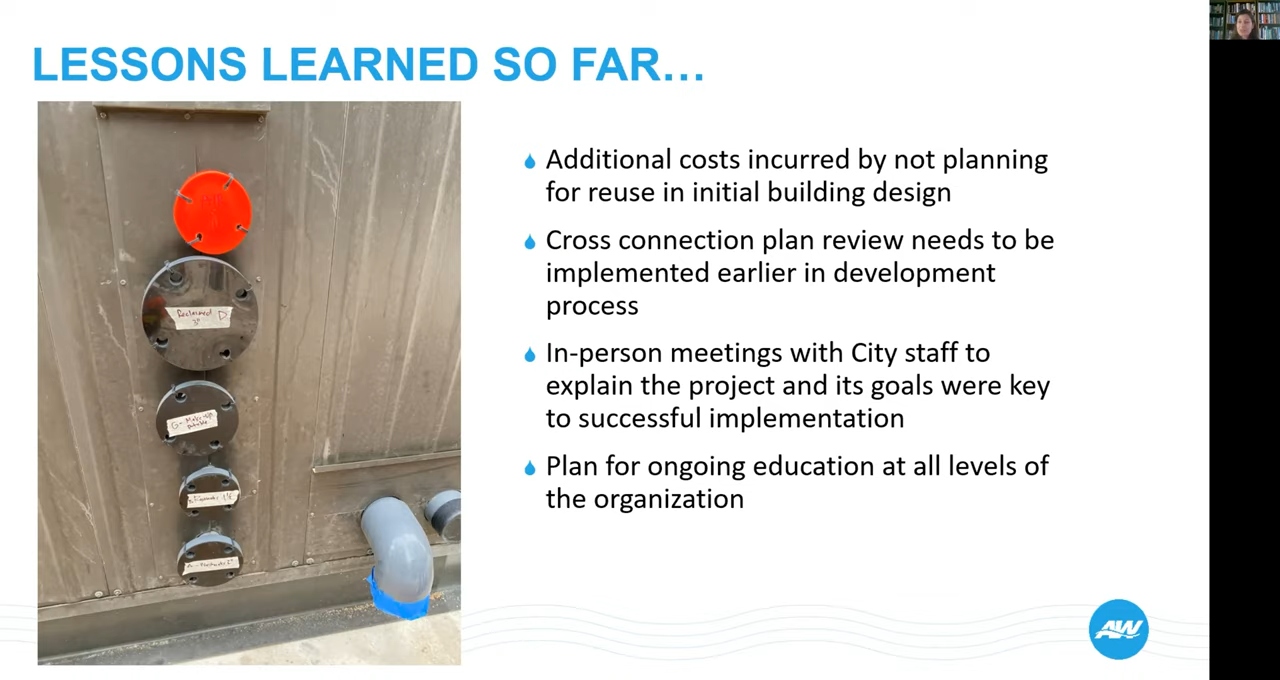 LESSONS LEARNED SO FAR...
Additional costs incurred by not planning
for reuse in initial building design
Cross connection plan review needs to be
implemented earlier in development
process
In-person meetings with City staff to
explain the project and its goals were key
to successful implementation
Plan for ongoing education at all levels of
the organization
Reclaimed
3"
AW